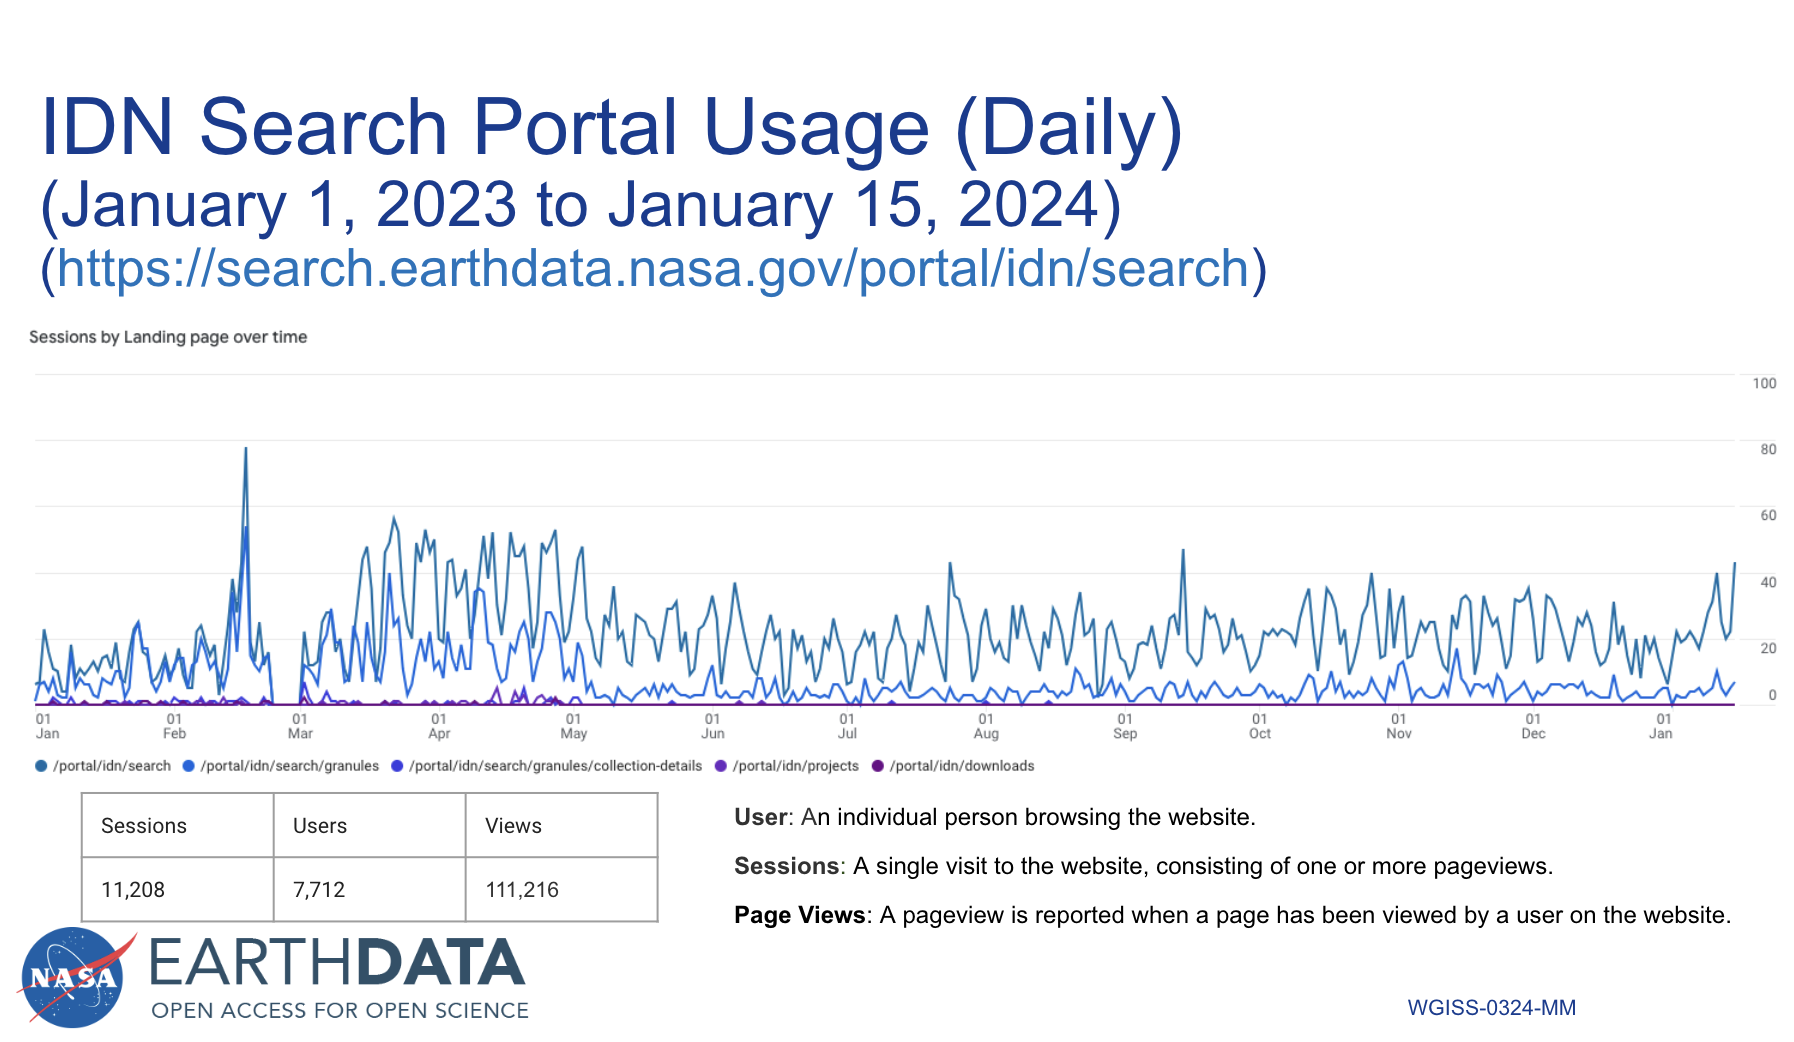 IDN Search Portal Usage (Daily)
(January 1, 2023 to January 15, 2024)
(https://search.earthdata.nasa.gov/portal/idn/search)
Sessions by Landing page over time
100
80
60
40
20
0
01 01 01 01 01 01 01 01 01 01 01 01 01
Jan Feb Mar Apr May Jun Jul Aug Sep Oct Nov Dec Jan
/portal/idn/search /portal/idn/search/granules /portal/idn/search/granules/collection-details /portal/idn/projects /portal/idn/downloads
Sessions Users Views
11,208 7,712 111,216
User: An individual person browsing the website.
Sessions: A single visit to the website, consisting of one or more pageviews.
Page Views: A pageview is reported when a page has been viewed by a user on the website.
NASA
EARTHDATA
OPEN ACCESS FOR OPEN SCIENCE
WGISS-0324-MM